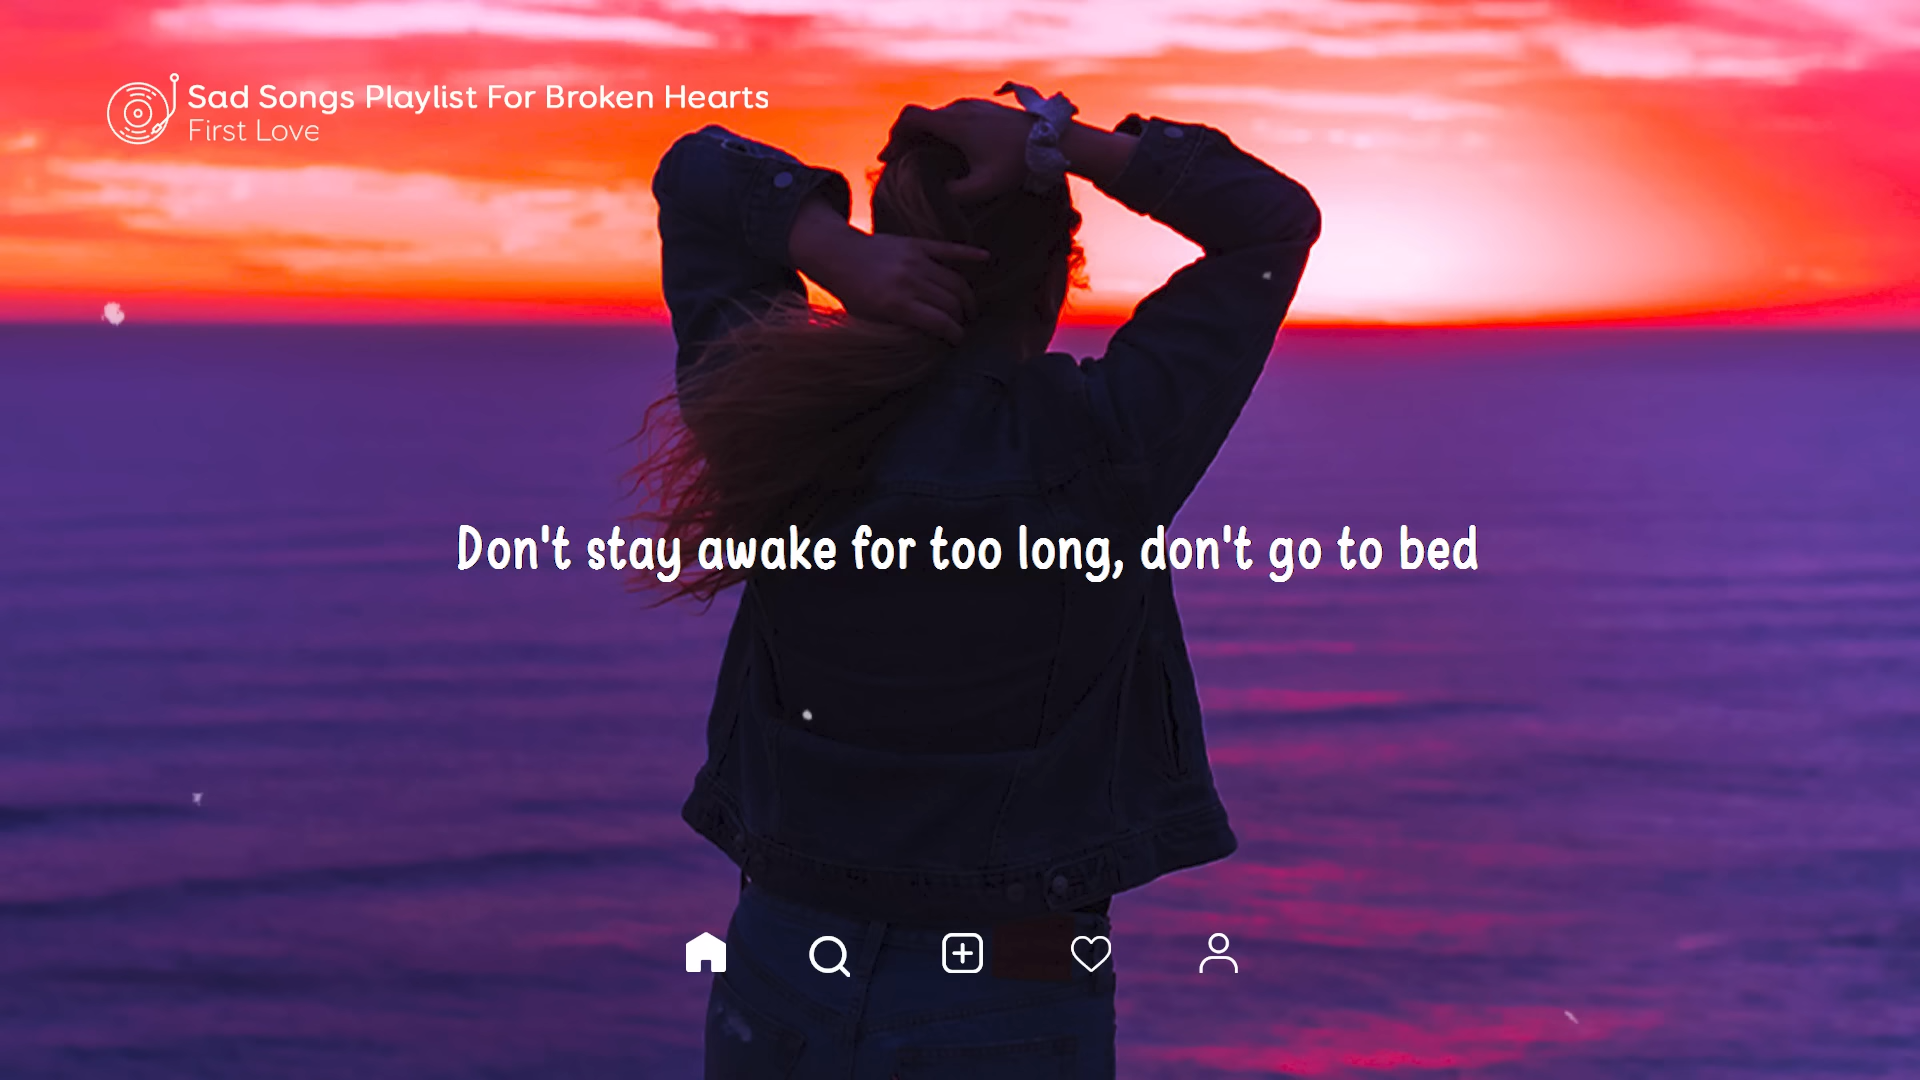 Sad Songs Playlist For Broken Hearts
First Love
Don't stay awake for too long, don't go to bed